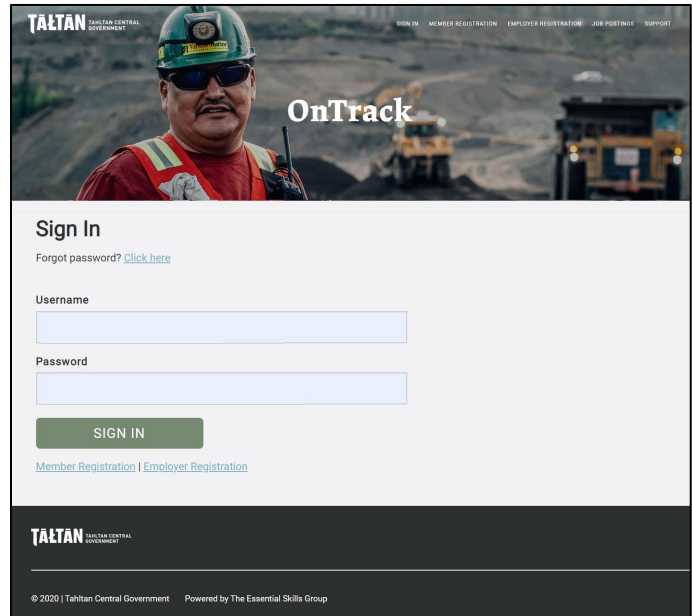 TĀŁTĀN TAHLTAN CENTRAL
GOVERNMENT
SIGN IN MEMBER REGISTRATION EMPLOYER REGISTRATION JOB POSTINGS SUPPORT
OnTrack
Sign In
Forgot password? Click here
Username
Password
SIGN IN
Member Registration | Employer Registration
TĀŁTĀN TAHLTAN CENTRAL
GOVERNMENT
© 2020 | Tahltan Central Government Powered by The Essential Skills Group